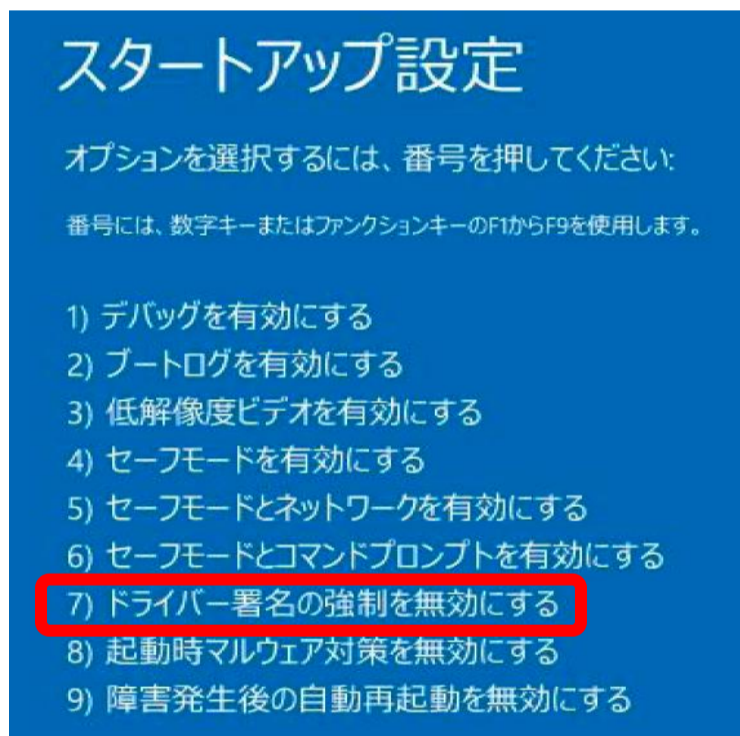 スタートアップ設定
オプションを選択するには、番号を押してください:
番号には、数字キーまたはファンクションキーのF1からF9を使用します。
1) デバッグを有効にする
2) ブートログを有効にする
3) 低解像度ビデオを有効にする
4) セーフモードを有効にする
5) セーフモードとネットワークを有効にする
6) セーフモードとコマンドプロンプトを有効にする
7) ドライバー署名の強制を無効にする
8) 起動時マルウェア対策を無効にする
9) 障害発生後の自動再起動を無効にする